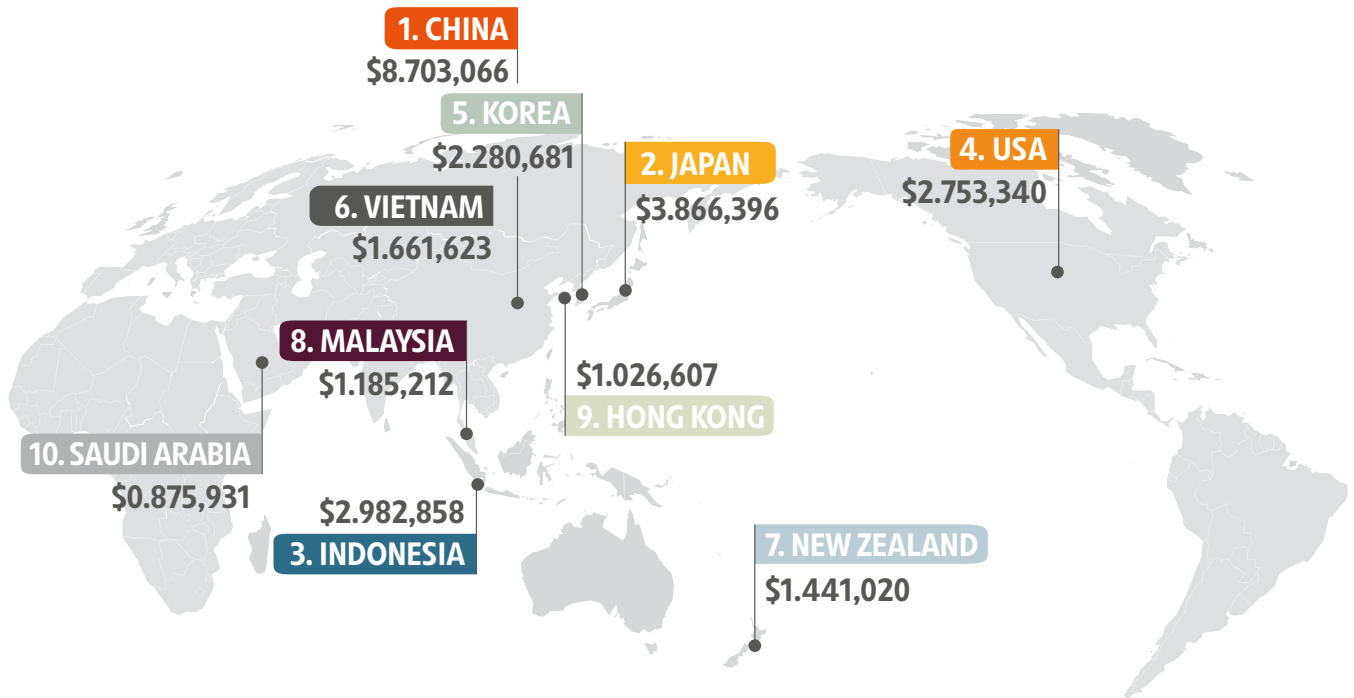 1. CHINA
$8.703,066
5. KOREA
$2.280,681
2. JAPAN
$3.866,396
4. USA
$2.753,340
6. VIETNAM
$1.661,623
8. MALAYSIA
$1.185,212
$1.026,607
9. HONG KONG
10. SAUDI ARABIA
$0.875,931
$2.982,858
3. INDONESIA
7. NEW ZEALAND
$1.441,020